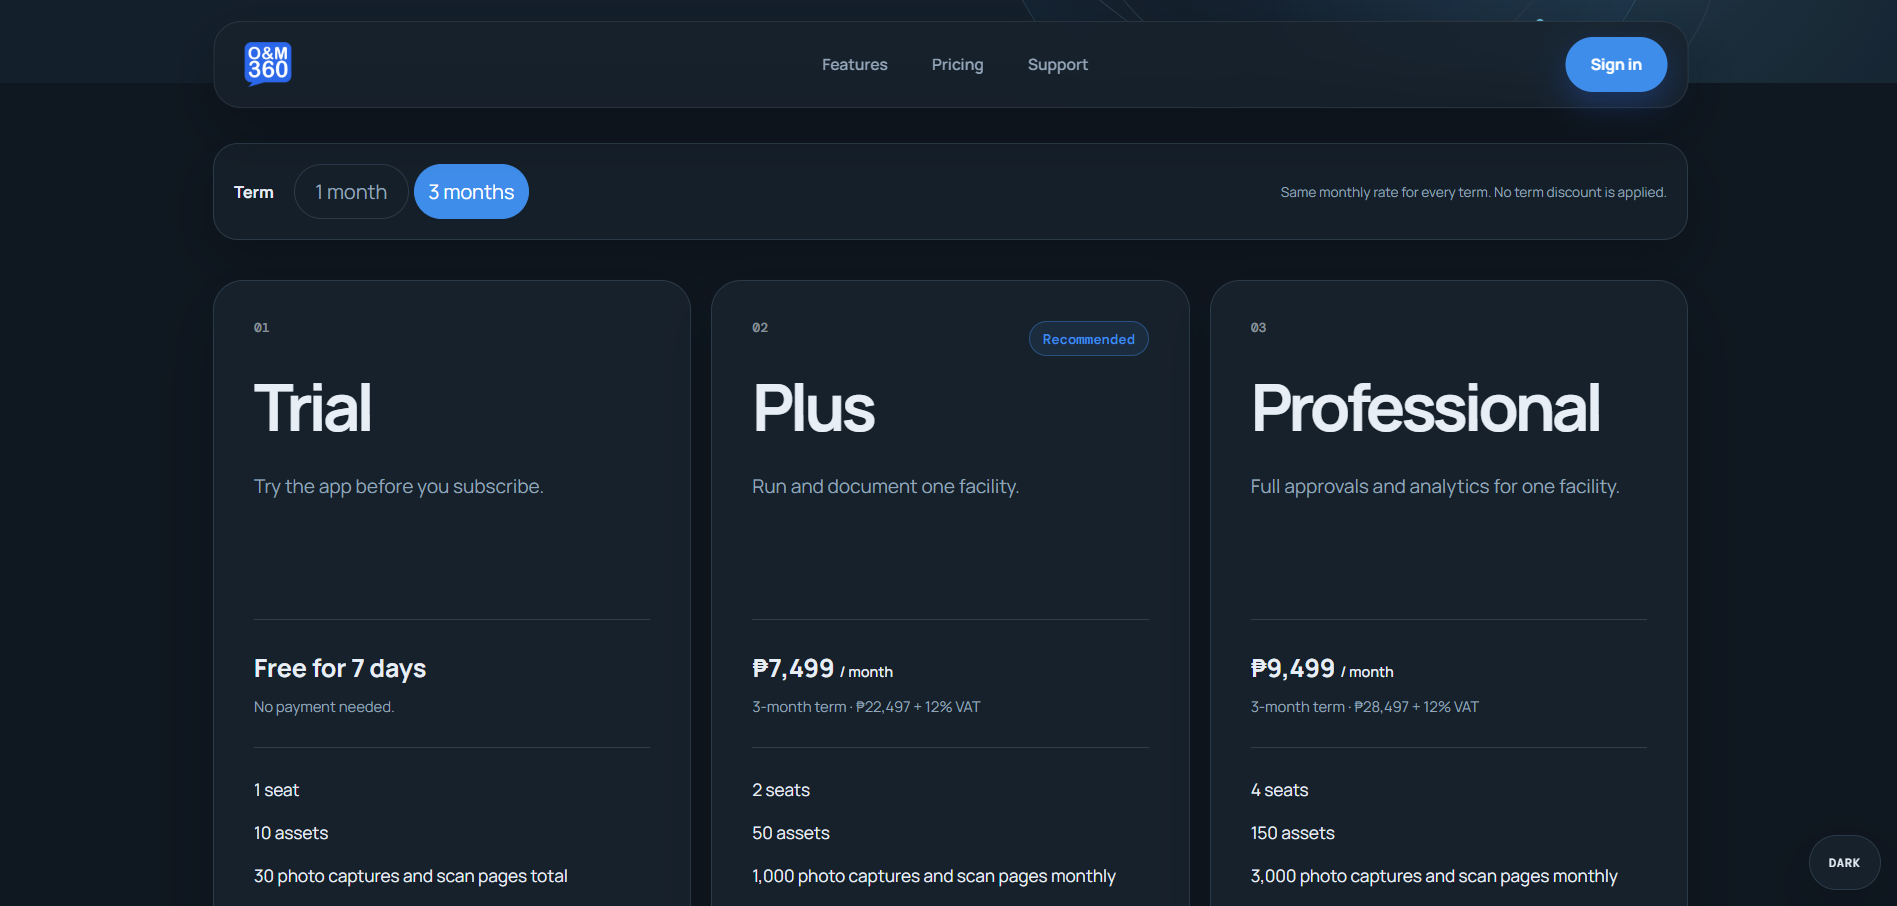 O&M
360
Features
Pricing
Support
Sign in
Term
1 month
3 months
Same monthly rate for every term. No term discount is applied.
01
Trial
Try the app before you subscribe.
Free for 7 days
No payment needed.
1 seat
10 assets
30 photo captures and scan pages total
02
Recommended
Plus
Run and document one facility.
₱7,499 / month
3-month term · ₱22,497 + 12% VAT
2 seats
50 assets
1,000 photo captures and scan pages monthly
03
Professional
Full approvals and analytics for one facility.
₱9,499 / month
3-month term · ₱28,497 + 12% VAT
4 seats
150 assets
3,000 photo captures and scan pages monthly
DARK